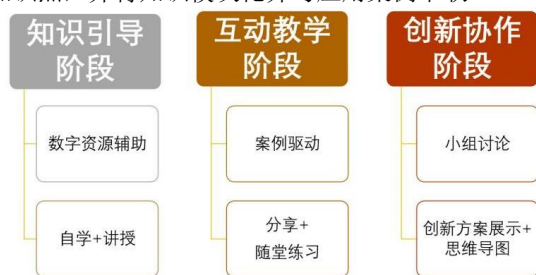 知识引导
阶段
数字资源辅助
自学+讲授
互动教学
阶段
案例驱动
分享+
随堂练习
创新协作
阶段
小组讨论
创新方案展示+
思维导图